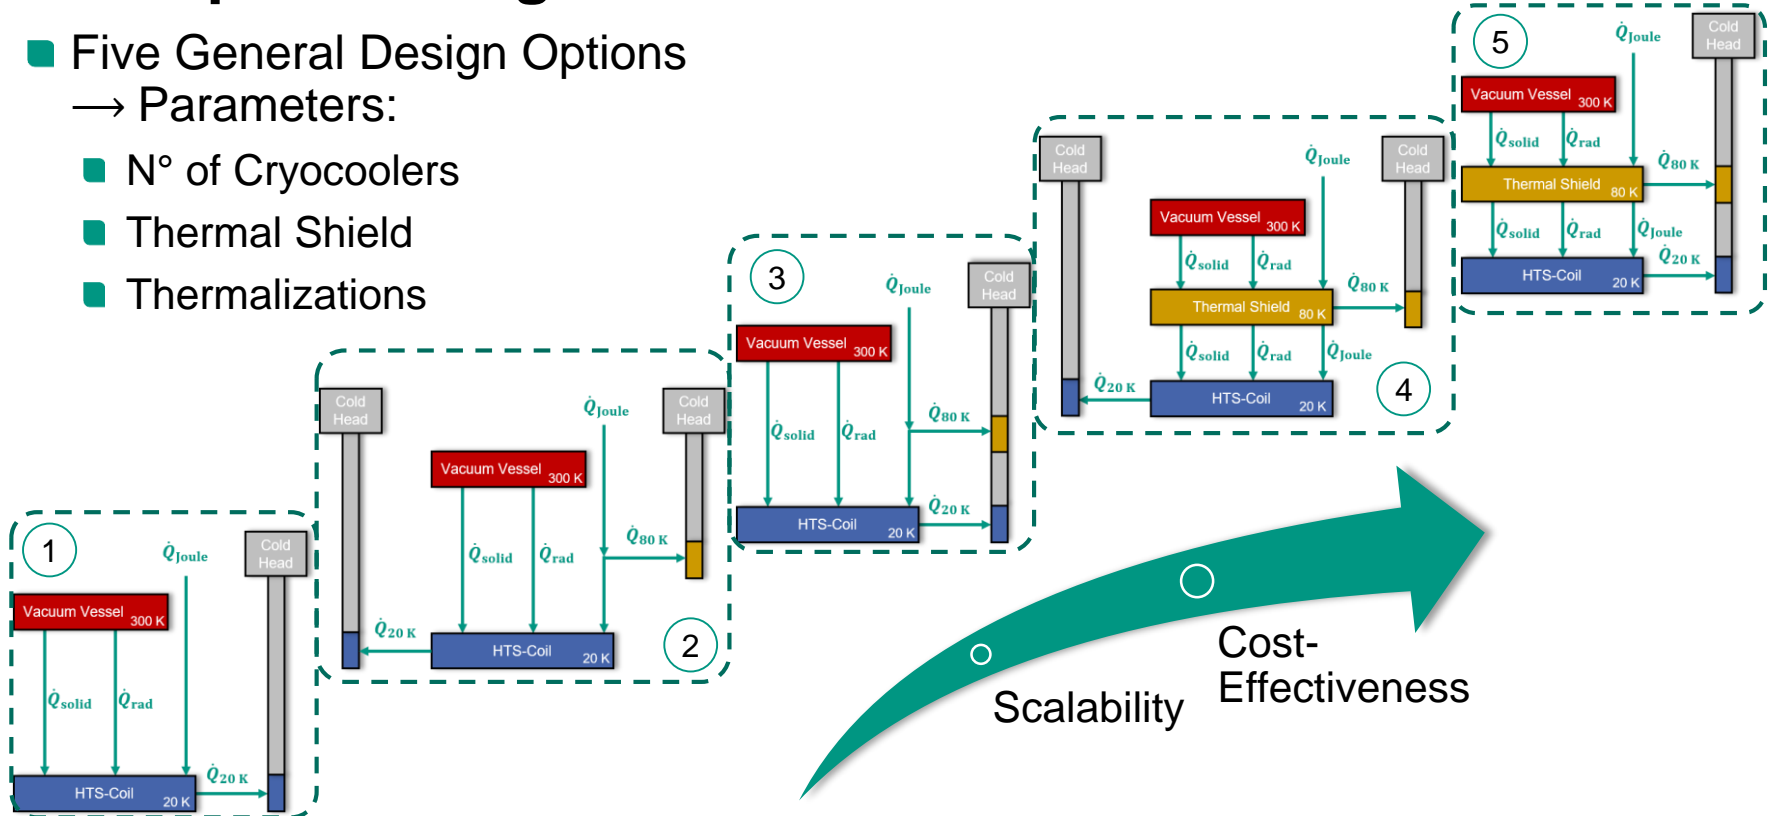 Five General Design Options
→ Parameters:
N° of Cryocoolers
Thermal Shield
Thermalizations
1
Q̇Joule
Cold
Head
Vacuum Vessel 300 K
Q̇solid
Q̇rad
Q̇20 K
HTS-Coil 20 K
Cold
Head
Q̇Joule
Cold
Head
Vacuum Vessel 300 K
Q̇solid
Q̇rad
Q̇80 K
Q̇20 K
HTS-Coil 20 K
2
3
Q̇Joule
Cold
Head
Vacuum Vessel 300 K
Q̇solid
Q̇rad
Q̇80 K
Q̇20 K
HTS-Coil 20 K
Cold
Head
Q̇Joule
Cold
Head
Vacuum Vessel 300 K
Q̇solid
Q̇rad
Q̇80 K
Thermal Shield 80 K
Q̇solid
Q̇rad
Q̇Joule
Q̇20 K
HTS-Coil 20 K
4
5
Q̇Joule
Cold
Head
Vacuum Vessel 300 K
Q̇solid
Q̇rad
Q̇80 K
Thermal Shield 80 K
Q̇solid
Q̇rad
Q̇Joule
Q̇20 K
HTS-Coil 20 K
Scalability
Cost-
Effectiveness